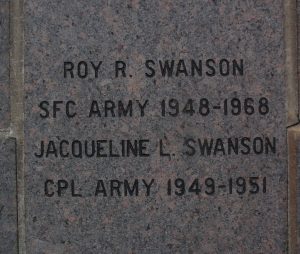 ROY R. SWANSON
SFC ARMY 1948-1968
JACQUELINE L. SWANSON
CPL ARMY 1949-1951